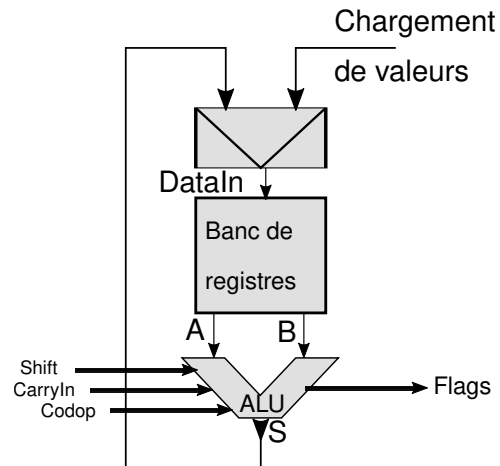 Chargement
de valeurs
DataIn
Banc de
registres
A
B
Shift
CarryIn
Codop
ALU
Flags
S